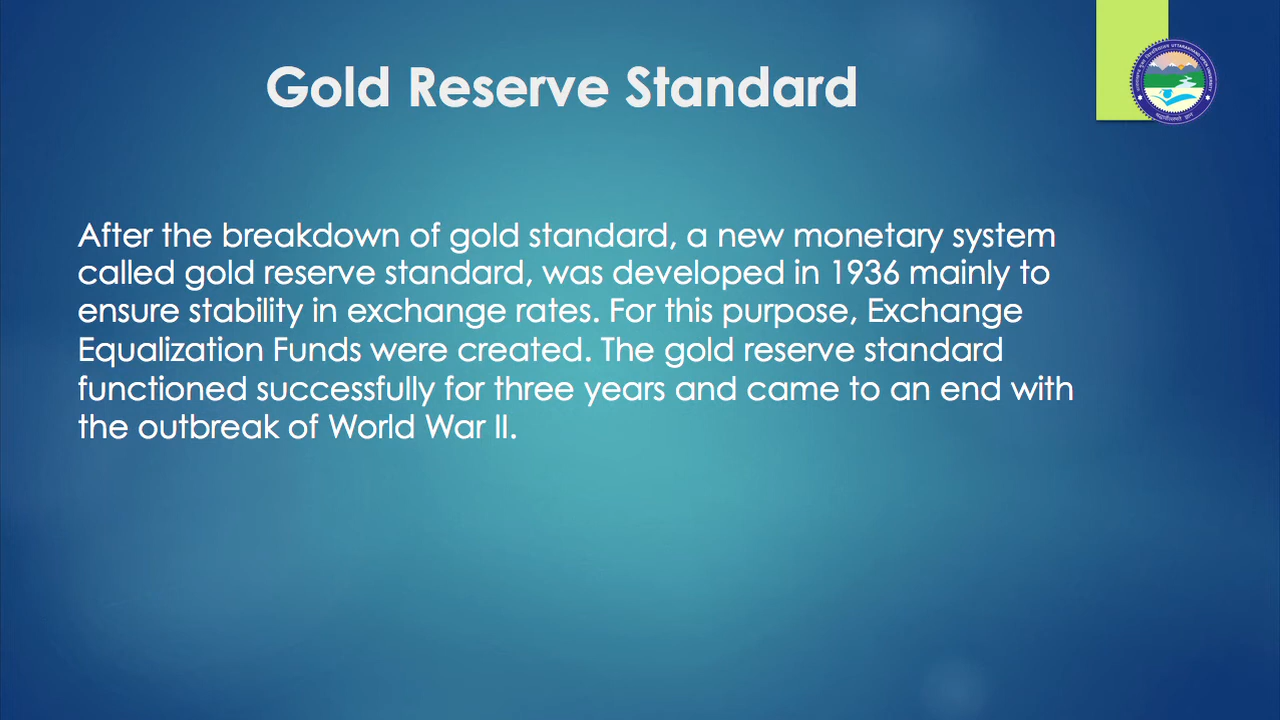 Gold Reserve Standard
After the breakdown of gold standard, a new monetary system
called gold reserve standard, was developed in 1936 mainly to
ensure stability in exchange rates. For this purpose, Exchange
Equalization Funds were created. The gold reserve standard
functioned successfully for three years and came to an end with
the outbreak of World War II.